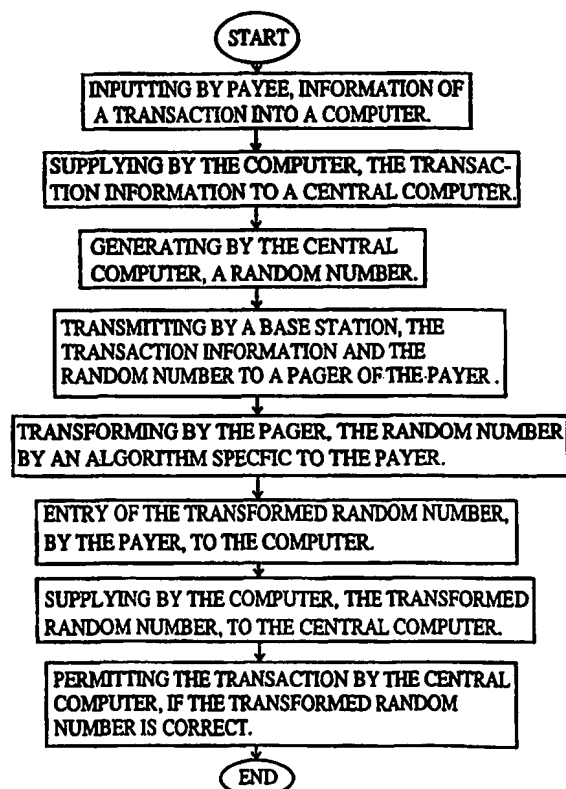 START
INPUTTING BY PAYEE, INFORMATION OF
A TRANSACTION INTO A COMPUTER.
SUPPLYING BY THE COMPUTER, THE TRANSAC-
TION INFORMATION TO A CENTRAL COMPUTER.
GENERATING BY THE CENTRAL
COMPUTER, A RANDOM NUMBER.
TRANSMITTING BY A BASE STATION, THE
TRANSACTION INFORMATION AND THE
RANDOM NUMBER TO A PAGER OF THE PAYER.
TRANSFORMING BY THE PAGER, THE RANDOM NUMBER
BY AN ALGORITHM SPECFIC TO THE PAYER.
ENTRY OF THE TRANSFORMED RANDOM NUMBER,
BY THE PAYER, TO THE COMPUTER.
SUPPLYING BY THE COMPUTER, THE TRANSFORMED
RANDOM NUMBER, TO THE CENTRAL COMPUTER.
PERMITTING THE TRANSACTION BY THE CENTRAL
COMPUTER, IF THE TRANSFORMED RANDOM
NUMBER IS CORRECT.
END